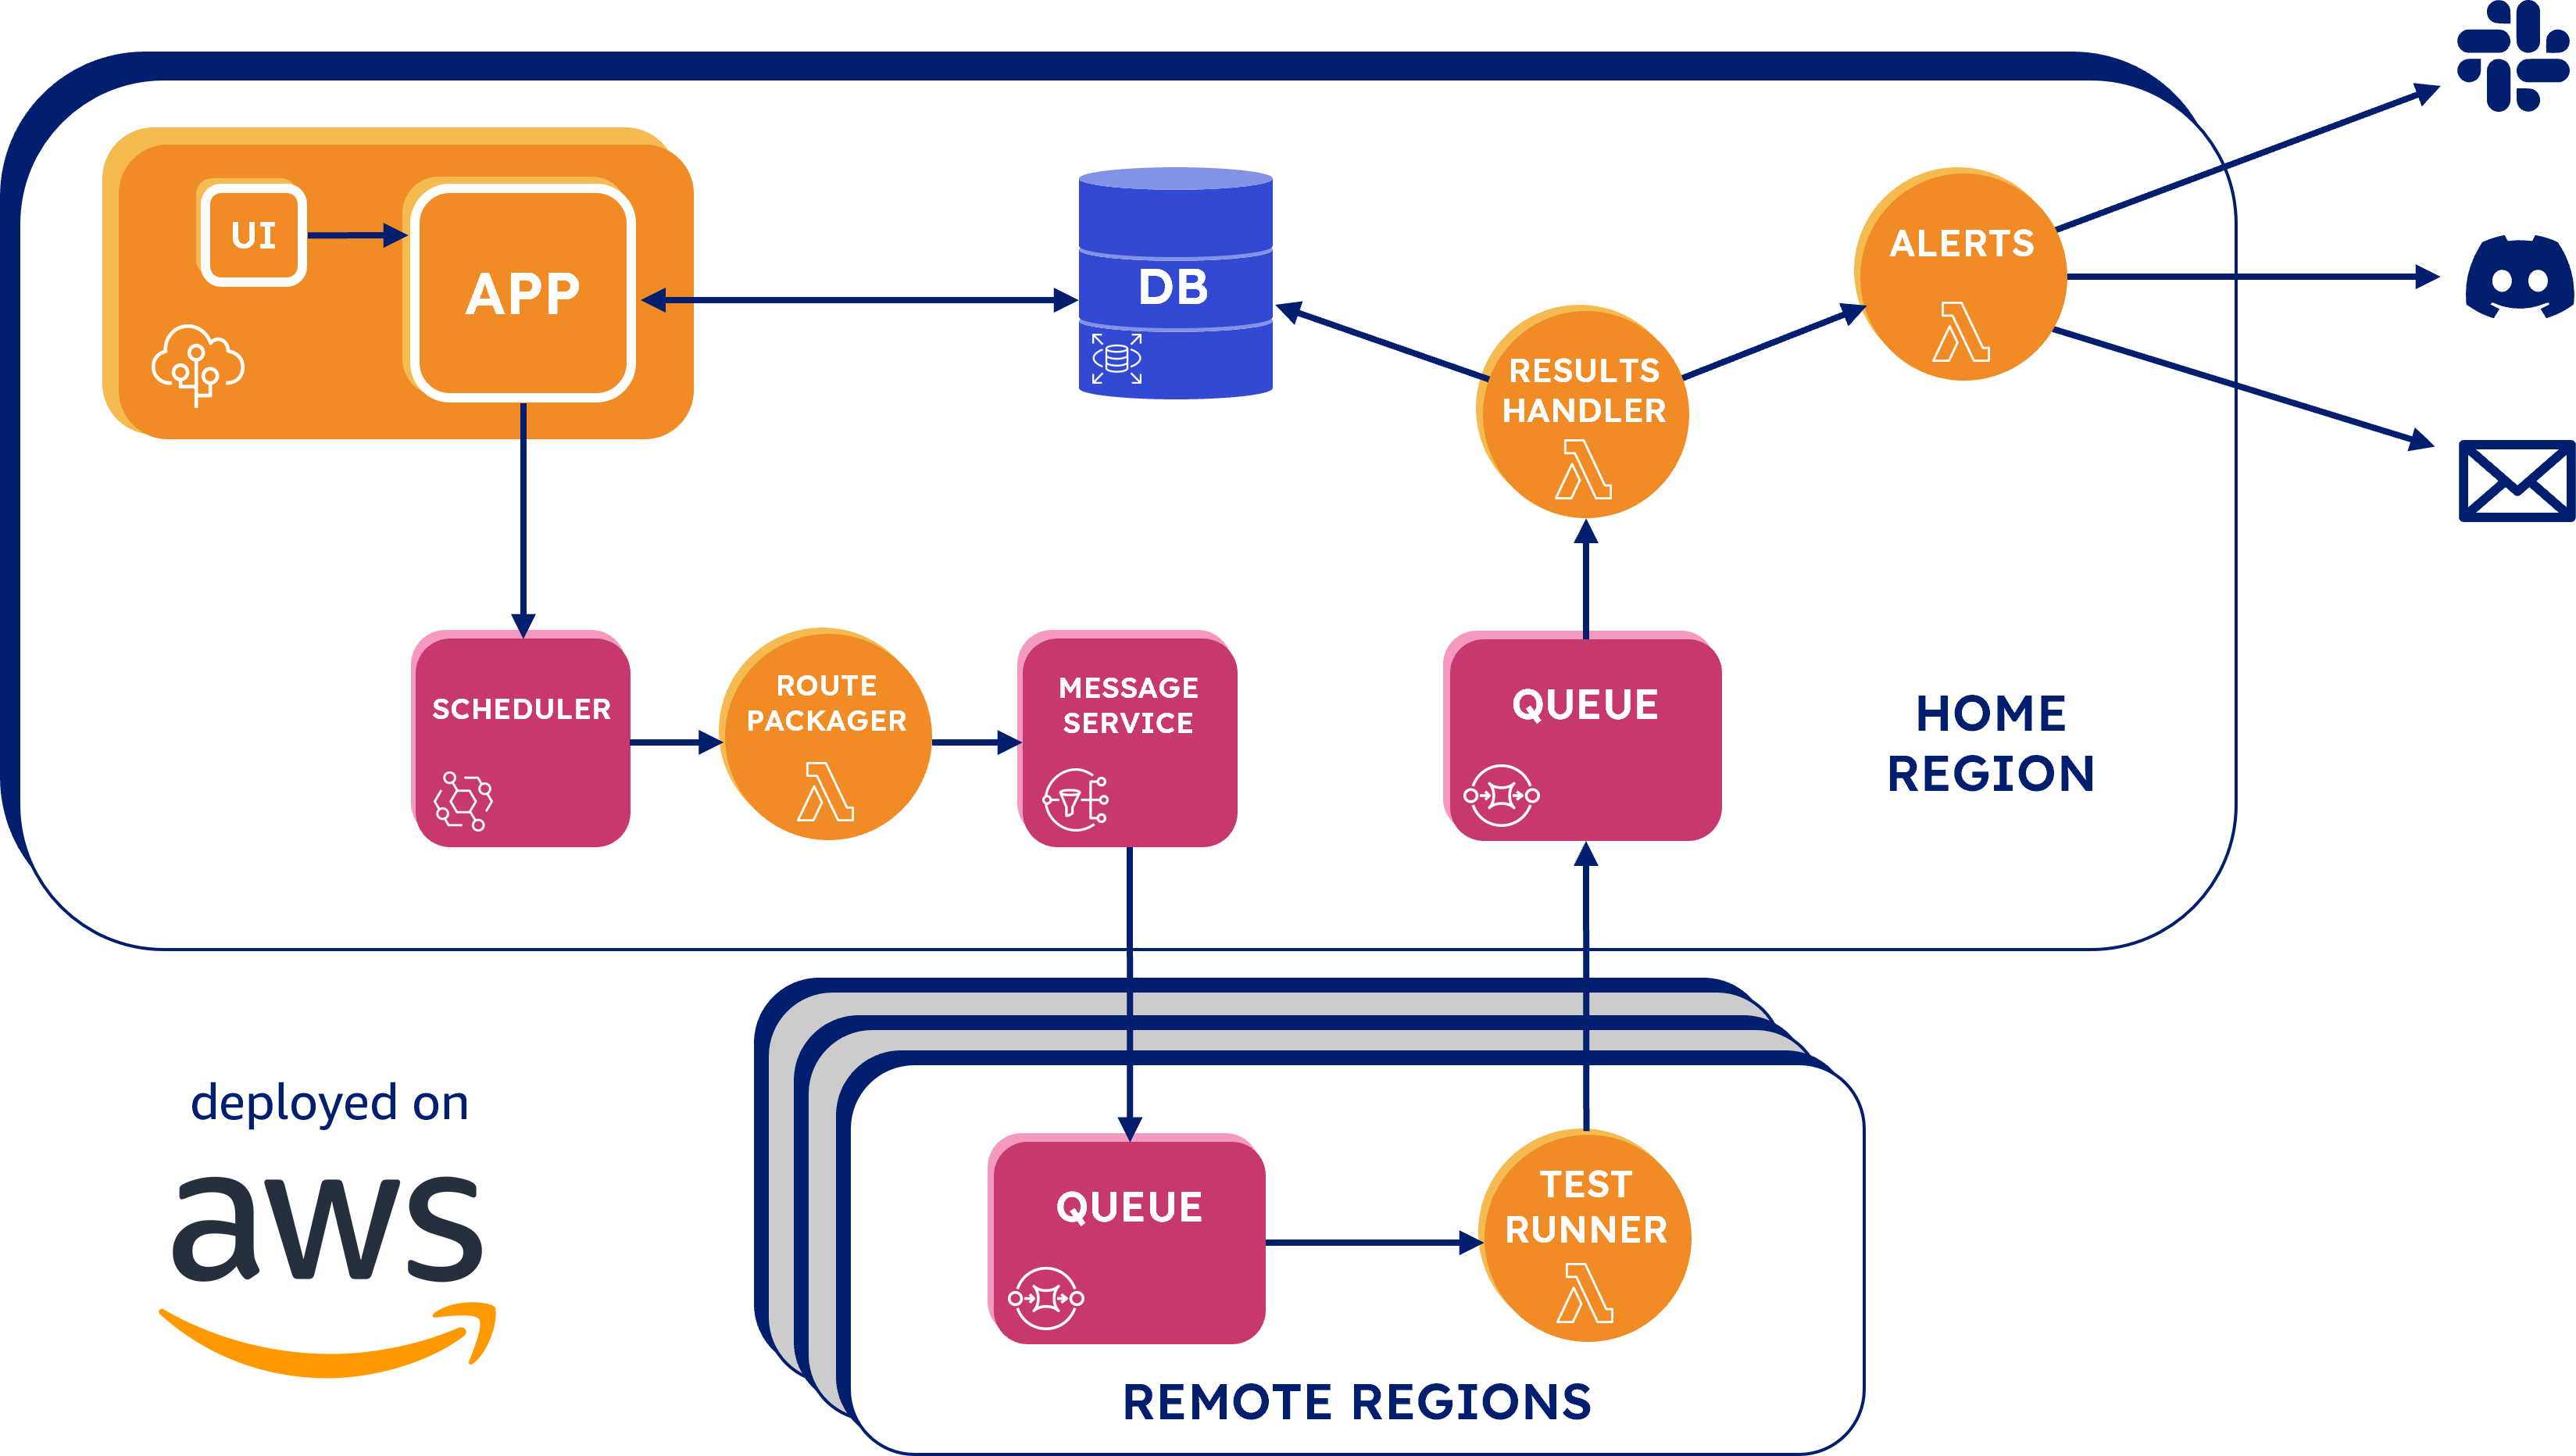 UI
APP
DB
ALERTS
RESULTS
HANDLER
SCHEDULER
ROUTE
PACKAGER
MESSAGE
SERVICE
QUEUE
HOME
REGION
deployed on
aws
QUEUE
TEST
RUNNER
REMOTE REGIONS